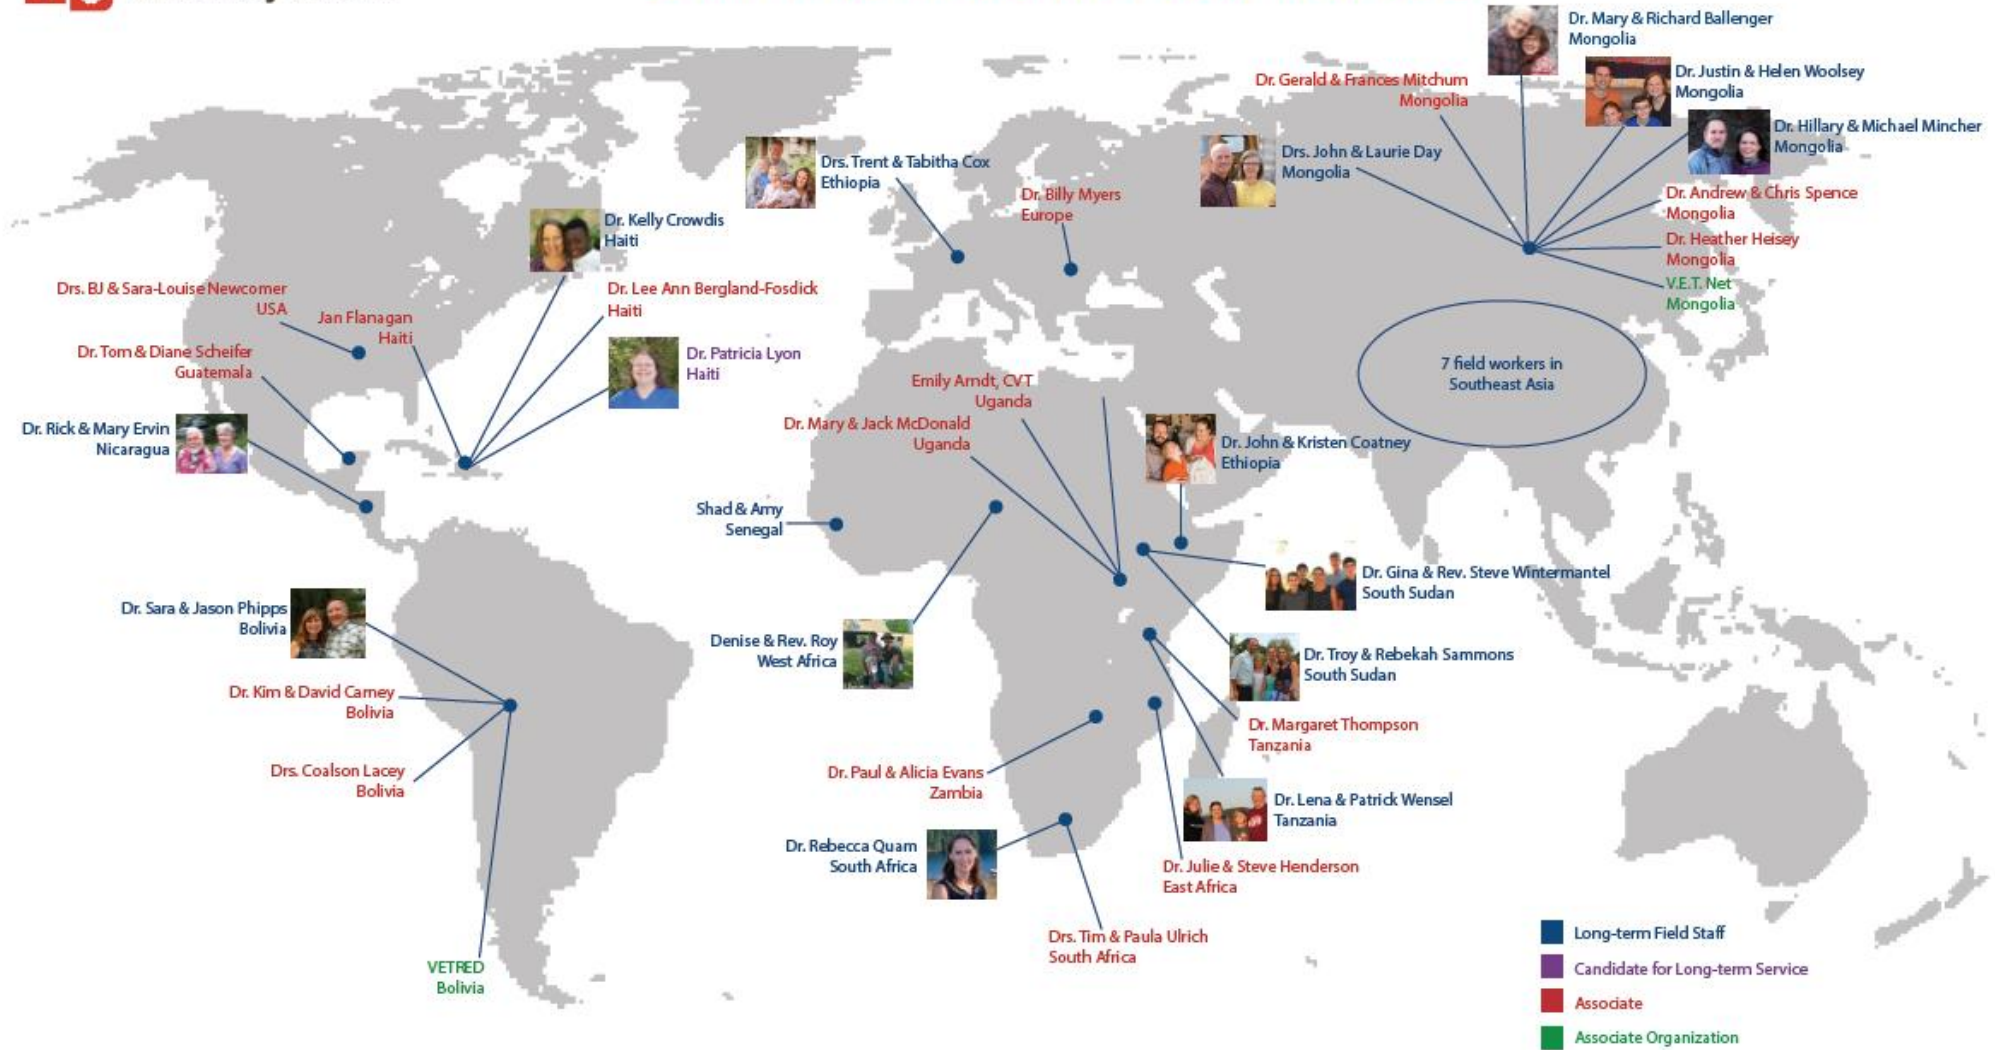 Dr. Mary & Richard Ballenger
Mongolia
Dr. Justin & Helen Woolsey
Mongolia
Dr. Gerald & Frances Mitchum
Mongolia
Dr. Hillary & Michael Mincher
Mongolia
Drs. Trent & Tabitha Cox
Ethiopia
Drs. John & Laurie Day
Mongolia
Dr. Billy Myers
Europe
Dr. Andrew & Chris Spence
Mongolia
Dr. Kelly Crowdis
Haiti
Dr. Heather Heisey
Mongolia
V.E.T. Net
Mongolia
Drs. BJ & Sara-Louise Newcomer
USA
Dr. Lee Ann Bergland-Fosdick
Haiti
Jan Flanagan
Haiti
Dr. Tom & Diane Scheifer
Guatemala
Dr. Patricia Lyon
Haiti
7 field workers in
Southeast Asia
Emily Arndt, CVT
Uganda
Dr. Mary & Jack McDonald
Uganda
Dr. Rick & Mary Ervin
Nicaragua
Dr. John & Kristen Coatney
Ethiopia
Shad & Amy
Senegal
Dr. Gina & Rev. Steve Wintermantel
South Sudan
Dr. Sara & Jason Phipps
Bolivia
Denise & Rev. Roy
West Africa
Dr. Troy & Rebekah Sammons
South Sudan
Dr. Kim & David Carney
Bolivia
Dr. Margaret Thompson
Tanzania
Drs. Coalson Lacey
Bolivia
Dr. Paul & Alicia Evans
Zambia
Dr. Lena & Patrick Wensel
Tanzania
Dr. Rebecca Quam
South Africa
Dr. Julie & Steve Henderson
East Africa
Drs. Tim & Paula Ulrich
South Africa
VETRED
Bolivia
Long-term Field Staff
Candidate for Long-term Service
Associate
Associate Organization